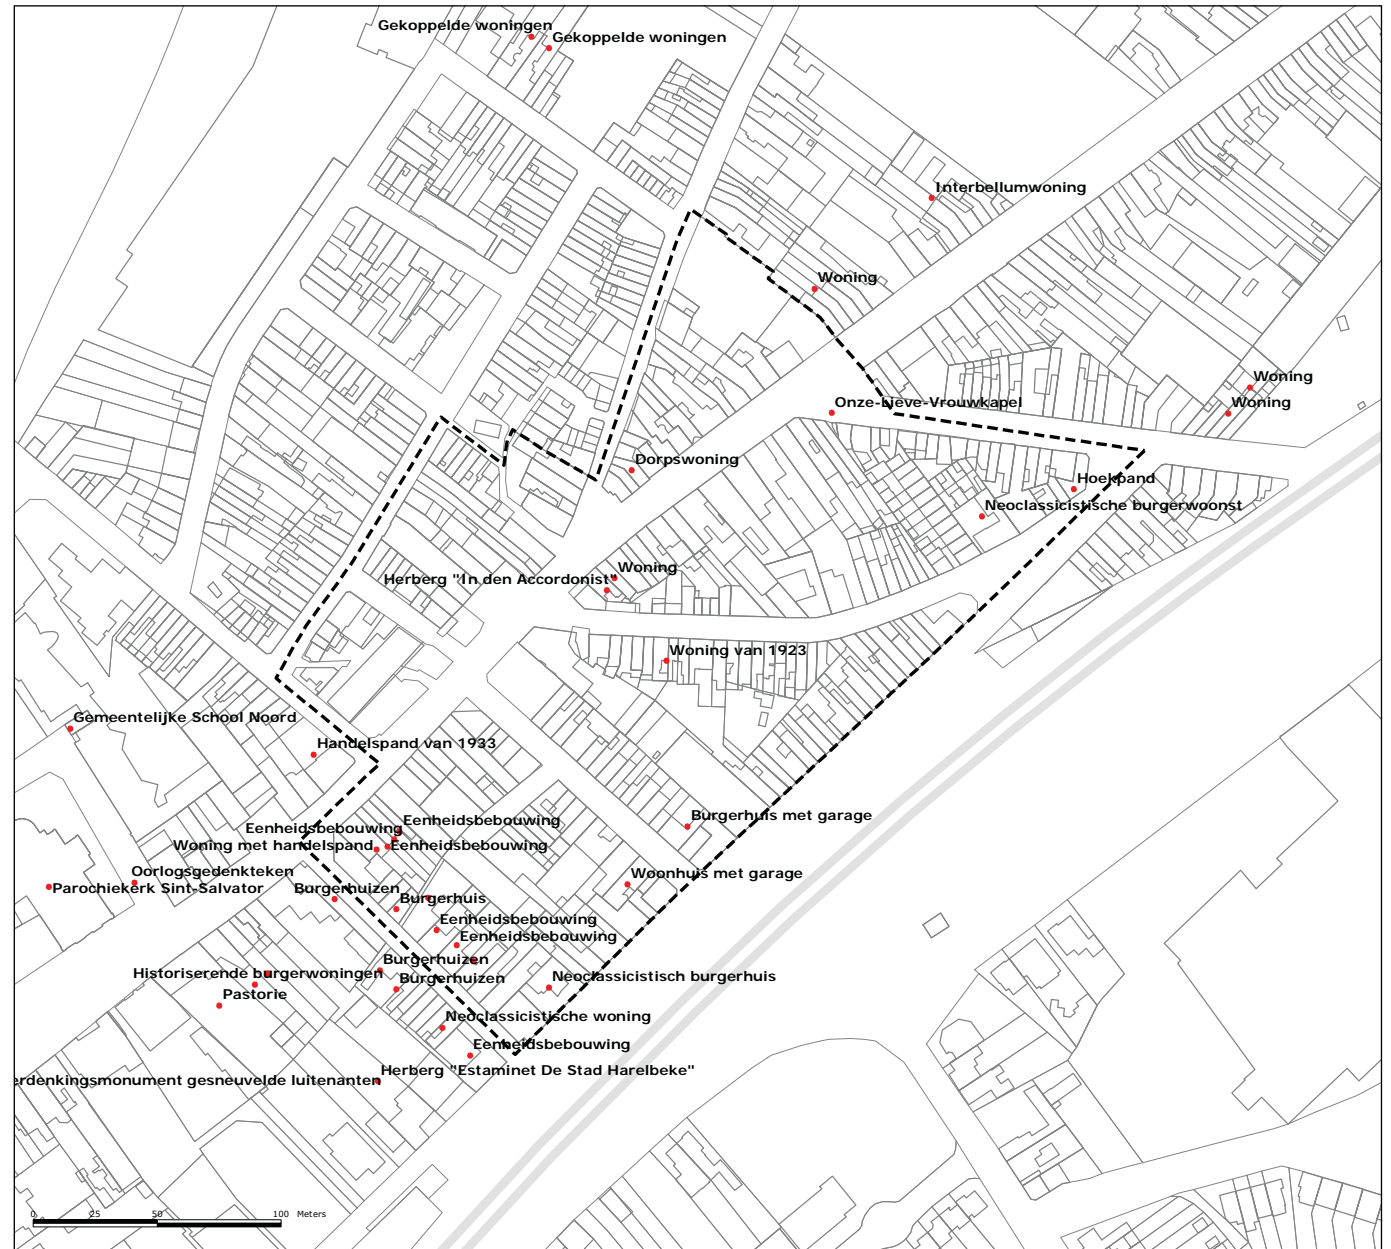 Gekoppelde woningen
Gekoppelde woningen
Interbellumwoning
Woning
Woning
Onze-Lieve-Vrouwkapel
Woning
Dorpswoning
Hoekpand
Neoclassicistische burgerwoonst
Woning
Herberg "In den Accordonist"
Woning van 1923
Gemeentelijke School Noord
Handelspand van 1933
Burgerhuis met garage
Eenheidsbebouwing
Eenheidsbebouwing
Woning met handelspand
Eenheidsbebouwing
Oorlogsgedenkteken
Woonhuis met garage
Parochiekerk Sint-Salvator
Burgerhuizen
Burgerhuis
Eenheidsbebouwing
Eenheidsbebouwing
Burgerhuizen
Historiserende burgerwoningen
Burgerhuizen
Neoclassicistisch burgerhuis
Pastorie
Neoclassicistische woning
Eenheidsbebouwing
Herberg "Estaminet De Stad Harelbeke"
erdenkingsmonument gesneuvelde luitenanten
0 25 50 100 Meters